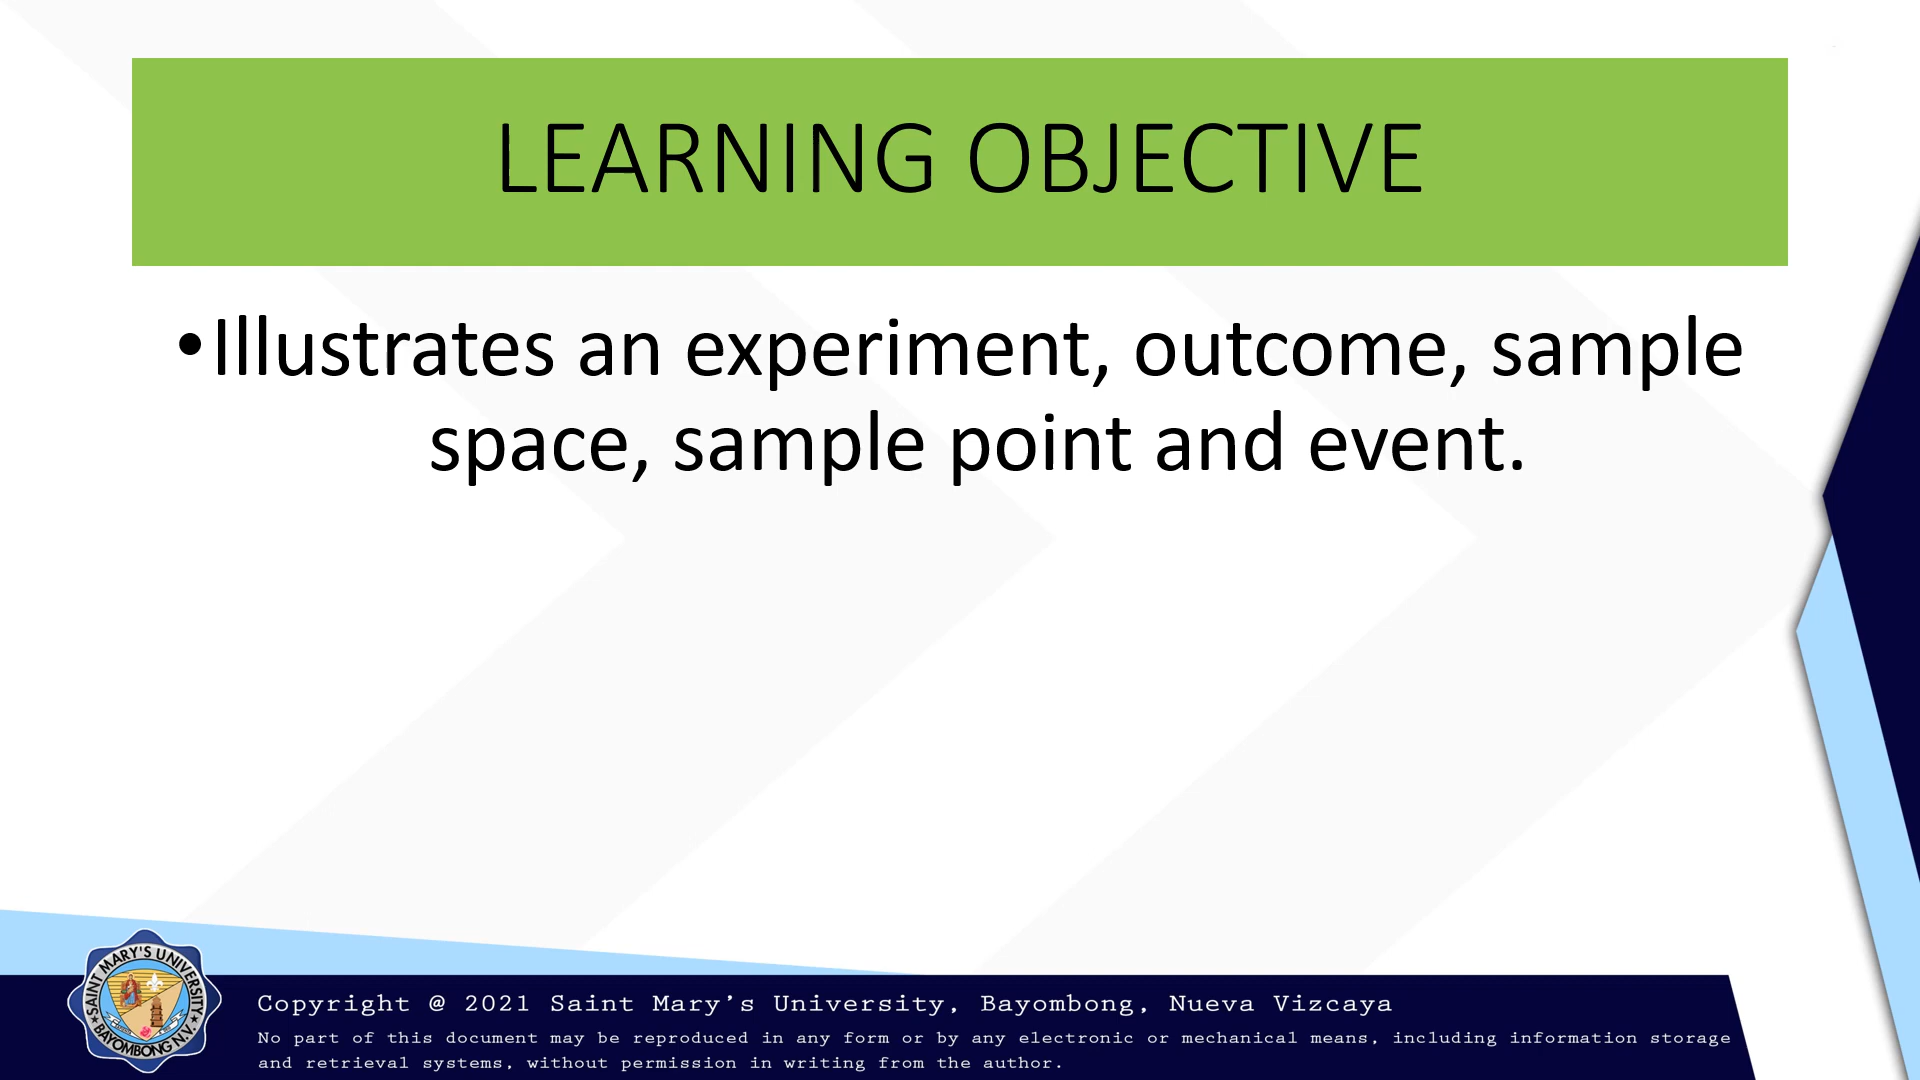 LEARNING OBJECTIVE
•Illustrates an experiment, outcome, sample
space, sample point and event.
SAINT MARY'S UNIVERSITY
BAYOMBONG N.V.
Copyright @ 2021 Saint Mary’s University, Bayombong, Nueva Vizcaya
No part of this document may be reproduced in any form or by any electronic or mechanical means, including information storage
and retrieval systems, without permission in writing from the author.